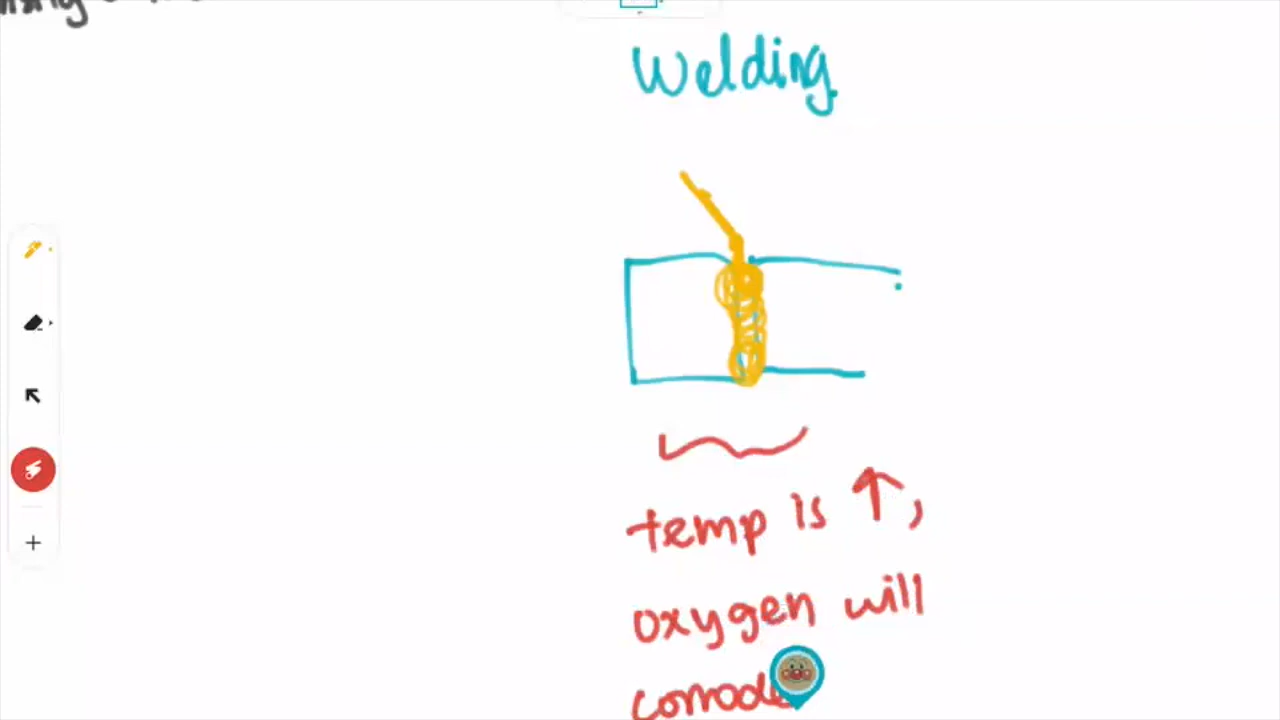 Welding
temp is ↑,
oxygen will
corrode